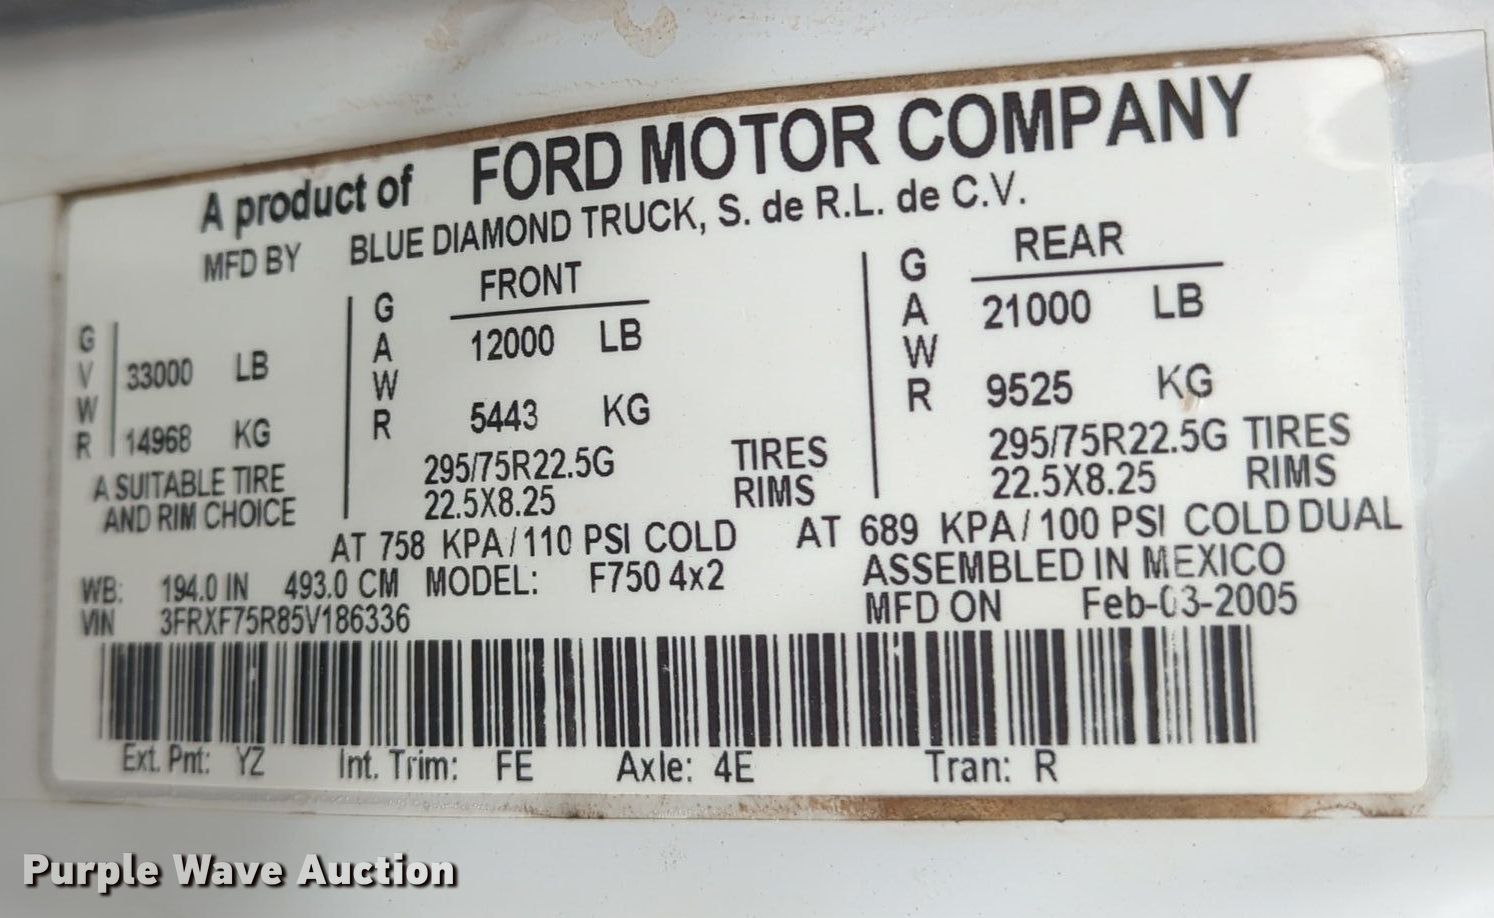 A product of FORD MOTOR COMPANY
MFD BY BLUE DIAMOND TRUCK, S. de R.L. de C.V.
GVWR
33000 LB
14968 KG
A SUITABLE TIRE
AND RIM CHOICE
GAWR
FRONT
12000 LB
5443 KG
295/75R22.5G TIRES
22.5X8.25 RIMS
AT 758 KPA/110 PSI COLD
GAWR
REAR
21000 LB
9525 KG
295/75R22.5G TIRES
22.5X8.25 RIMS
AT 689 KPA/100 PSI COLD DUAL
WB: 194.0 IN 493.0 CM MODEL: F750 4x2
ASSEMBLED IN MEXICO
VIN 3FRXF75R85V186336
MFD ON Feb-03-2005
Ext. Pnt: YZ Int. Trim: FE Axle: 4E Tran: R
Purple Wave Auction